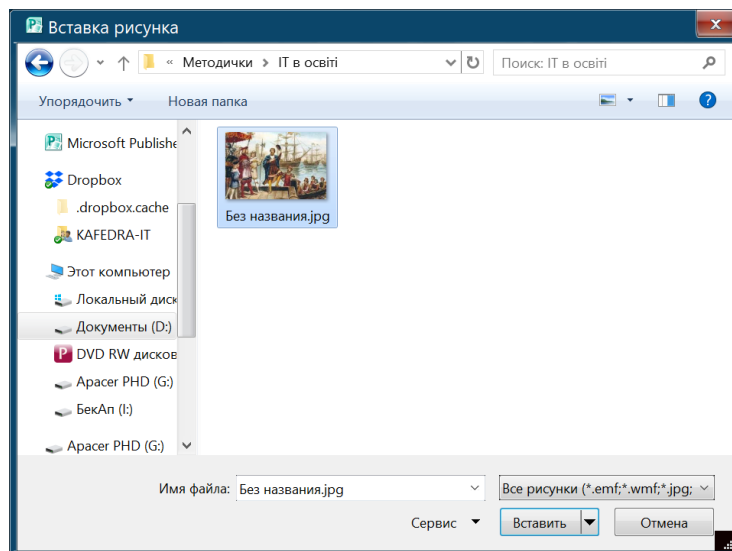 Вставка рисунка
« Методички > ІТ в освіті
Поиск: ІТ в освіті
Упорядочить Новая папка
Microsoft Publishe
Dropbox
.dropbox.cache
KAFEDRA-IT
Этот компьютер
Локальный диск
Документы (D:)
DVD RW дисков
Apacer PHD (G:)
БекАп (I:)
Apacer PHD (G:)
Без названия.jpg
Имя файла: Без названия.jpg
Все рисунки (*.emf;*.wmf;*.jpg;
Сервис Вставить Отмена